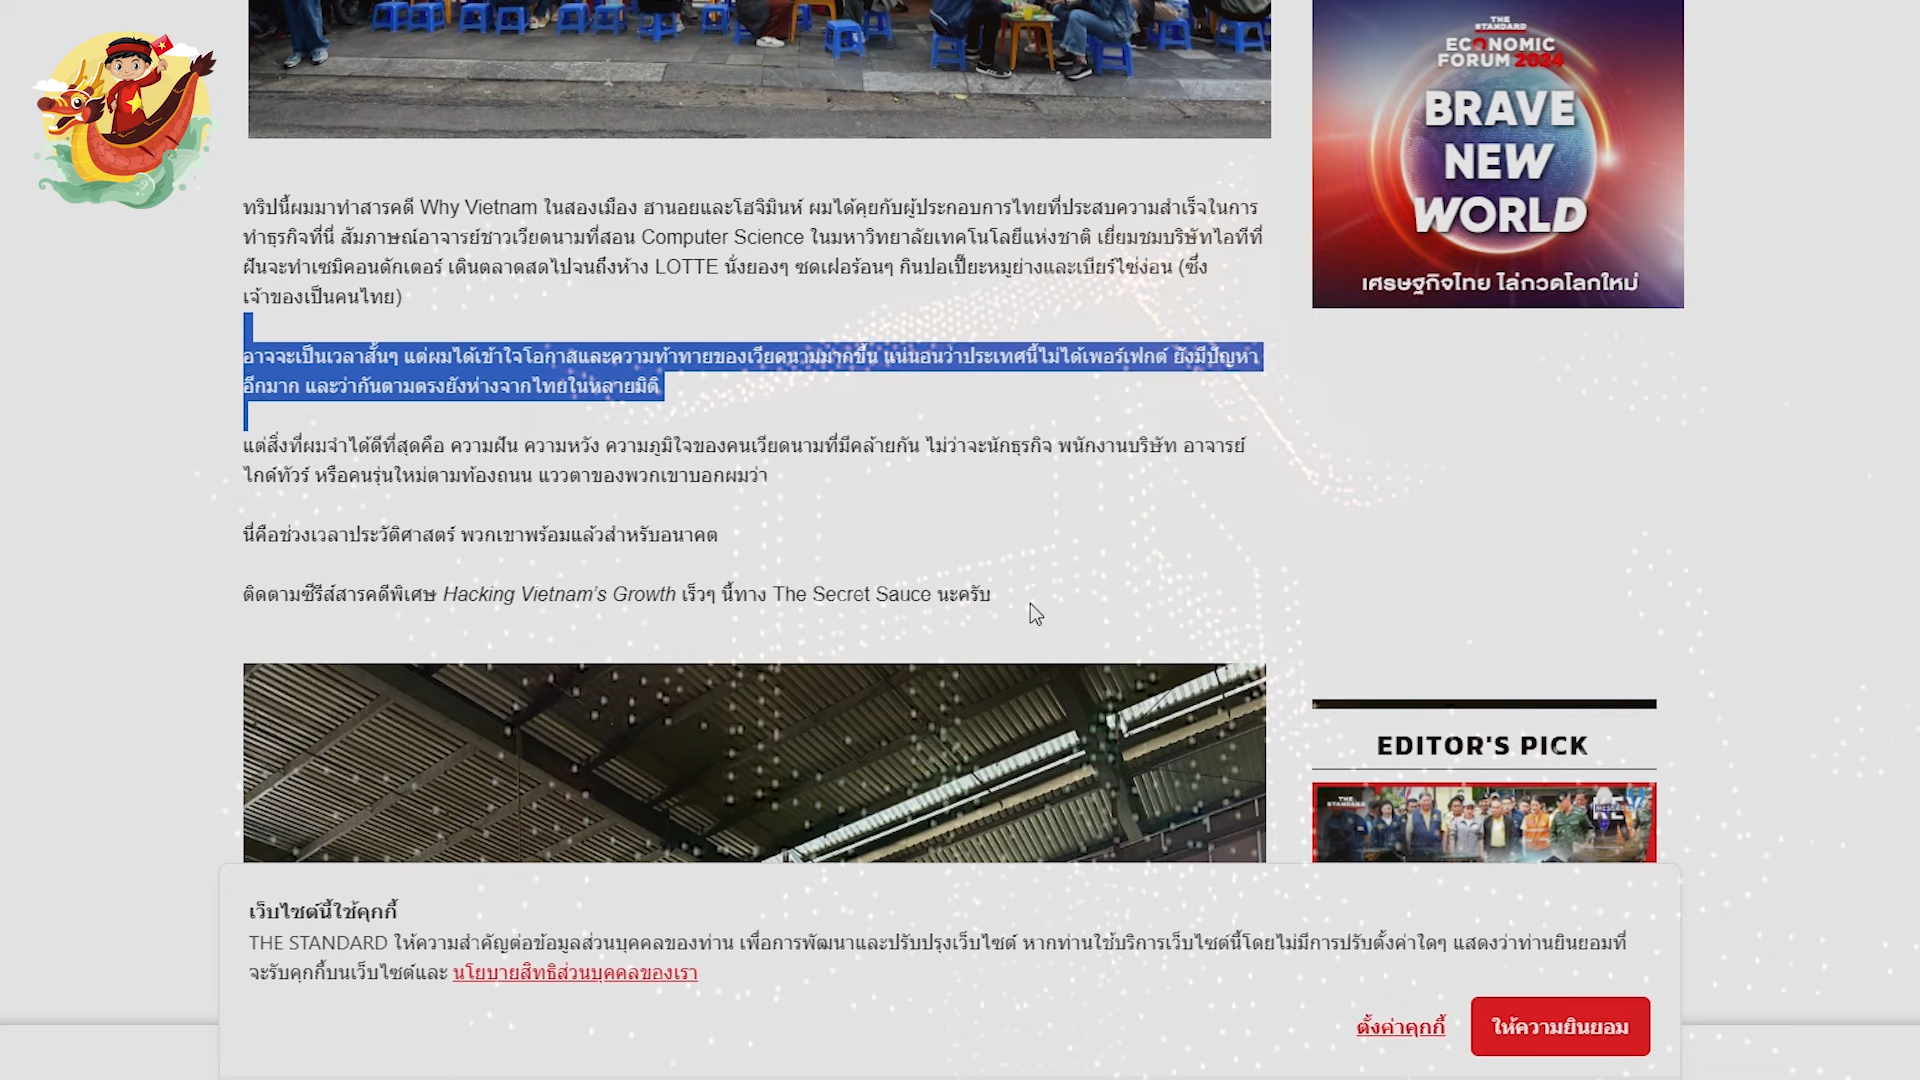 THE
STANDARD
ECONOMIC
FORUM 2024
BRAVE
NEW
WORLD
เศรษฐกิจไทย ไล่กวดโลกใหม่
ทริปนี้ผมมาทำสารคดี Why Vietnam ในสองเมือง ฮานอยและโฮจิมินห์ ผมได้คุยกับผู้ประกอบการไทยที่ประสบความสำเร็จในการ
ทำธุรกิจที่นี่ สัมภาษณ์อาจารย์ชาวเวียดนามที่สอน Computer Science ในมหาวิทยาลัยเทคโนโลยีแห่งชาติ เยี่ยมชมบริษัทไอทีที่
ฝันจะทำเซมิคอนดักเตอร์ เดินตลาดสดไปจนถึงห้าง LOTTE นั่งยองๆ ซดเฝอร้อนๆ กินปอเปี๊ยะหมูย่างและเบียร์ไซ่ง่อน (ซึ่ง
เจ้าของเป็นคนไทย)
อาจจะเป็นเวลาสั้นๆ แต่ผมได้เข้าใจโอกาสและความท้าทายของเวียดนามมากขึ้น แน่นอนว่าประเทศนี้ไม่ได้เพอร์เฟกต์ ยังมีปัญหา
อีกมาก และว่ากันตามตรงยังห่างจากไทยในหลายมิติ
แต่สิ่งที่ผมจำได้ดีที่สุดคือ ความฝัน ความหวัง ความภูมิใจของคนเวียดนามที่มีคล้ายกัน ไม่ว่าจะนักธุรกิจ พนักงานบริษัท อาจารย์
ไกด์ทัวร์ หรือคนรุ่นใหม่ตามท้องถนน แววตาของพวกเขาบอกผมว่า
นี่คือช่วงเวลาประวัติศาสตร์ พวกเขาพร้อมแล้วสำหรับอนาคต
ติดตามซีรีส์สารคดีพิเศษ Hacking Vietnam's Growth เร็วๆ นี้ทาง The Secret Sauce นะครับ
EDITOR'S PICK
THE
STANDARD
เว็บไซต์นี้ใช้คุกกี้
THE STANDARD ให้ความสำคัญต่อข้อมูลส่วนบุคคลของท่าน เพื่อการพัฒนาและปรับปรุงเว็บไซต์ หากท่านใช้บริการเว็บไซต์นี้โดยไม่มีการปรับตั้งค่าใดๆ แสดงว่าท่านยินยอมที่
จะรับคุกกี้บนเว็บไซต์และ นโยบายสิทธิส่วนบุคคลของเรา
ตั้งค่าคุกกี้
ให้ความยินยอม